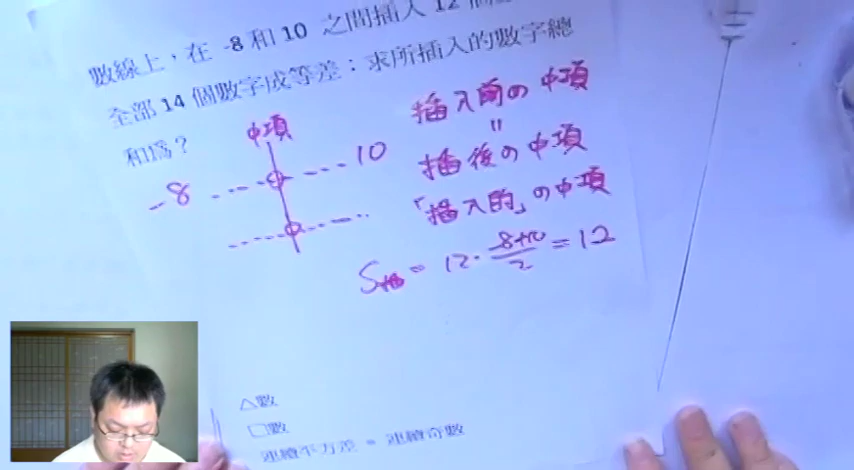 數線上，在 -8 和 10 之間插入 12
全部 14 個數字成等差：求所插入的數字總
和為？
中項
-8 ------ 10
插入前の中項
"
插後の中項
「插入的」の中項
S插 = 12 · -8+10/2 = 12
△數
□數
連續平方差 = 連續奇數